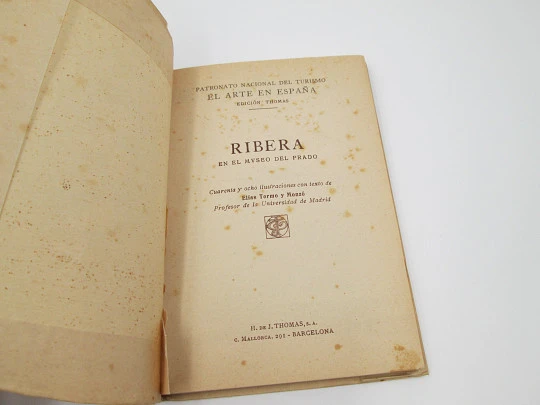 PATRONATO NACIONAL DEL TURISMO
EL ARTE EN ESPAÑA
EDICIÓN THOMAS
RIBERA
EN EL MVSEO DEL PRADO
Cuarenta y ocho ilustraciones con texto de
Elías Tormo y Monzó
Profesor de la Universidad de Madrid
H. DE J. THOMAS, S. A.
C. MALLORCA, 291 - BARCELONA